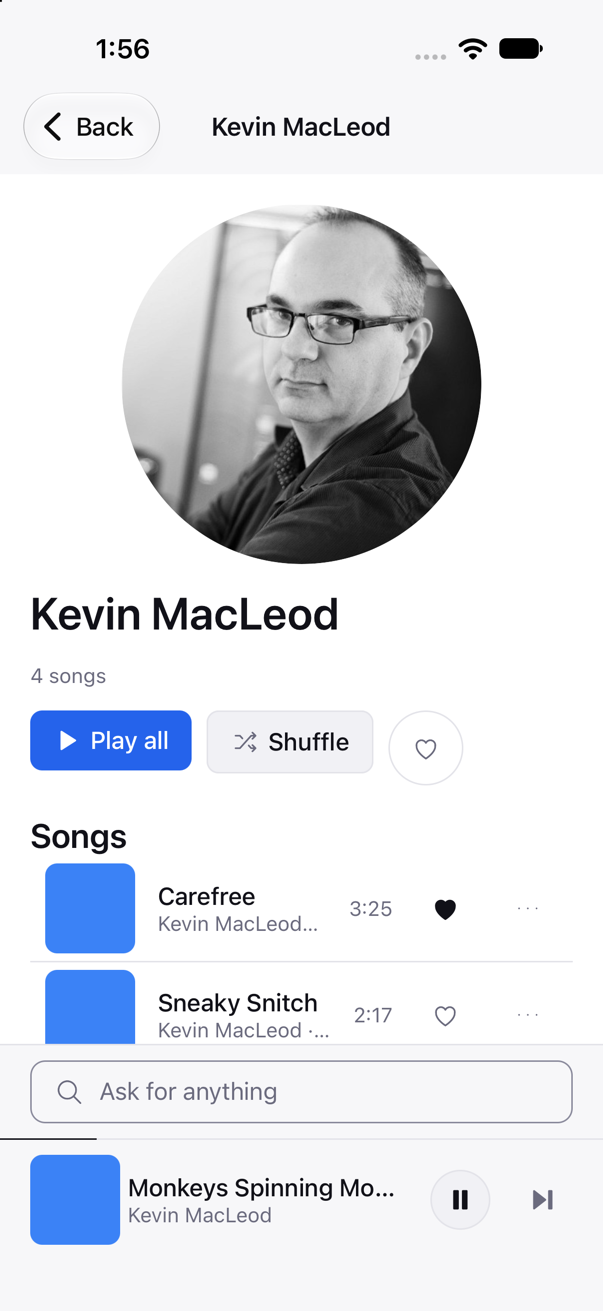 1:56
Back
Kevin MacLeod
Kevin MacLeod
4 songs
Play all
Shuffle
Songs
Carefree
Kevin MacLeod...
3:25
Sneaky Snitch
Kevin MacLeod ·...
2:17
Ask for anything
Monkeys Spinning Mo...
Kevin MacLeod